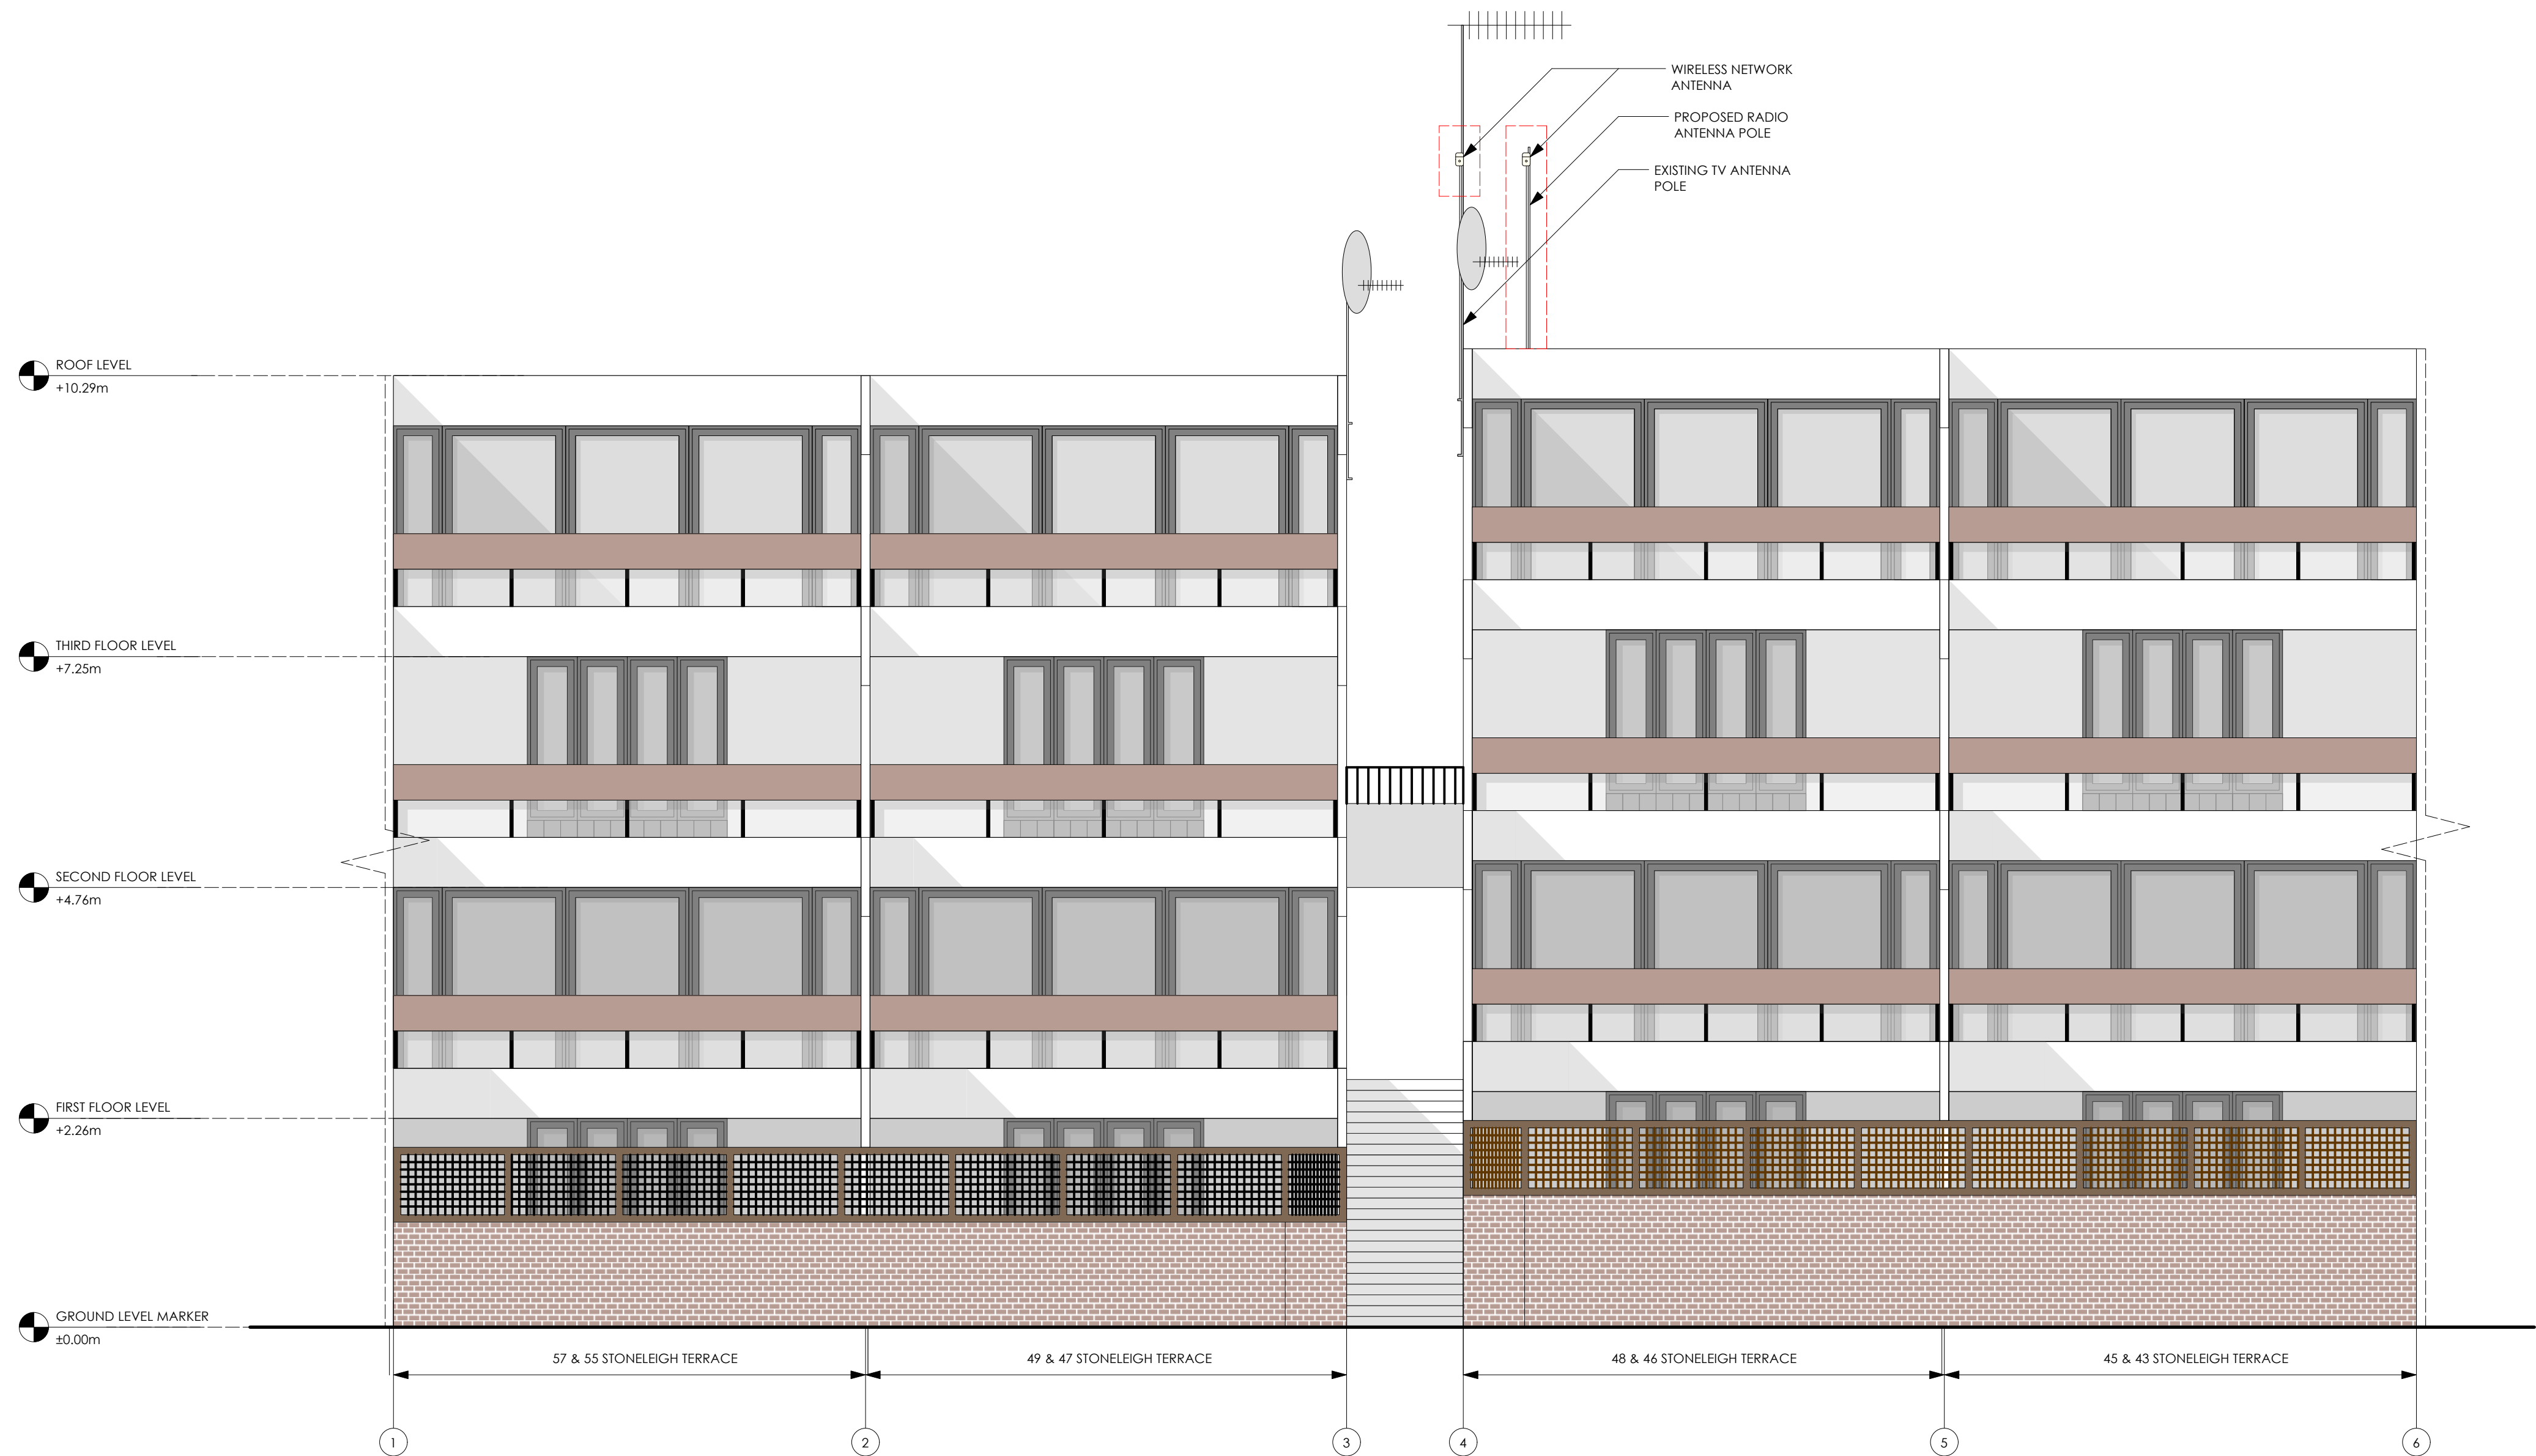 WIRELESS NETWORK
ANTENNA
PROPOSED RADIO
ANTENNA POLE
EXISTING TV ANTENNA
POLE
ROOF LEVEL
+10.29m
THIRD FLOOR LEVEL
+7.25m
SECOND FLOOR LEVEL
+4.76m
FIRST FLOOR LEVEL
+2.26m
GROUND LEVEL MARKER
±0.00m
57 & 55 STONELEIGH TERRACE
49 & 47 STONELEIGH TERRACE
48 & 46 STONELEIGH TERRACE
45 & 43 STONELEIGH TERRACE
1
2
3
4
5
6